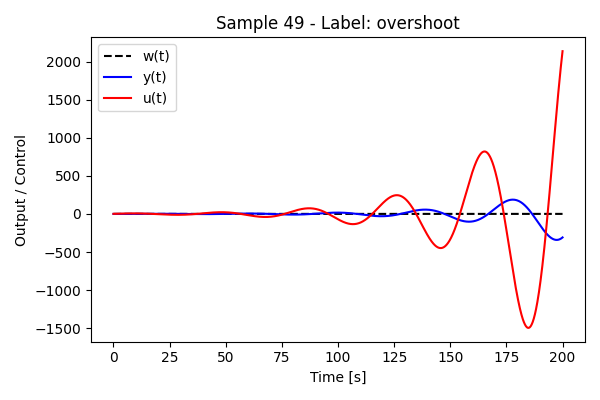 Sample 49 - Label: overshoot
w(t)
y(t)
u(t)
Output / Control
2000
1500
1000
500
0
−500
−1000
−1500
0 25 50 75 100 125 150 175 200
Time [s]